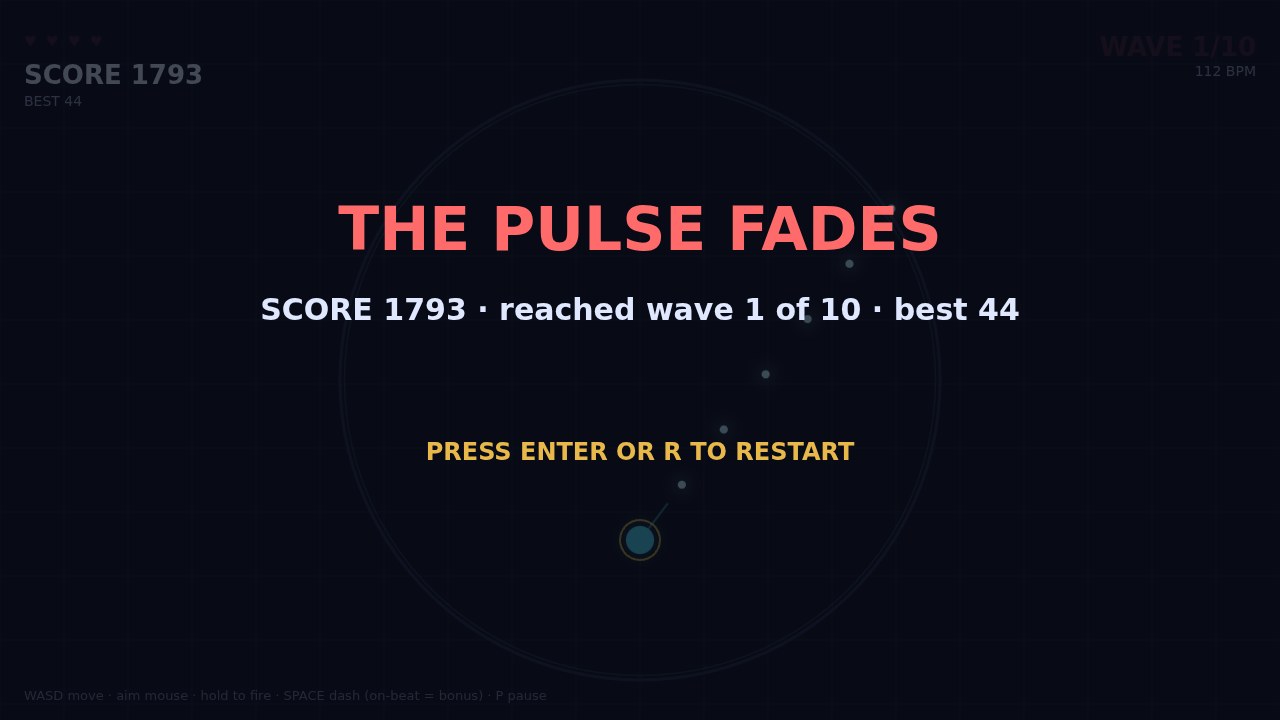 ♥ ♥ ♥ ♥
WAVE 1/10
SCORE 1793
112 BPM
BEST 44
THE PULSE FADES
SCORE 1793 · reached wave 1 of 10 · best 44
PRESS ENTER OR R TO RESTART
WASD move · aim mouse · hold to fire · SPACE dash (on-beat = bonus) · P pause